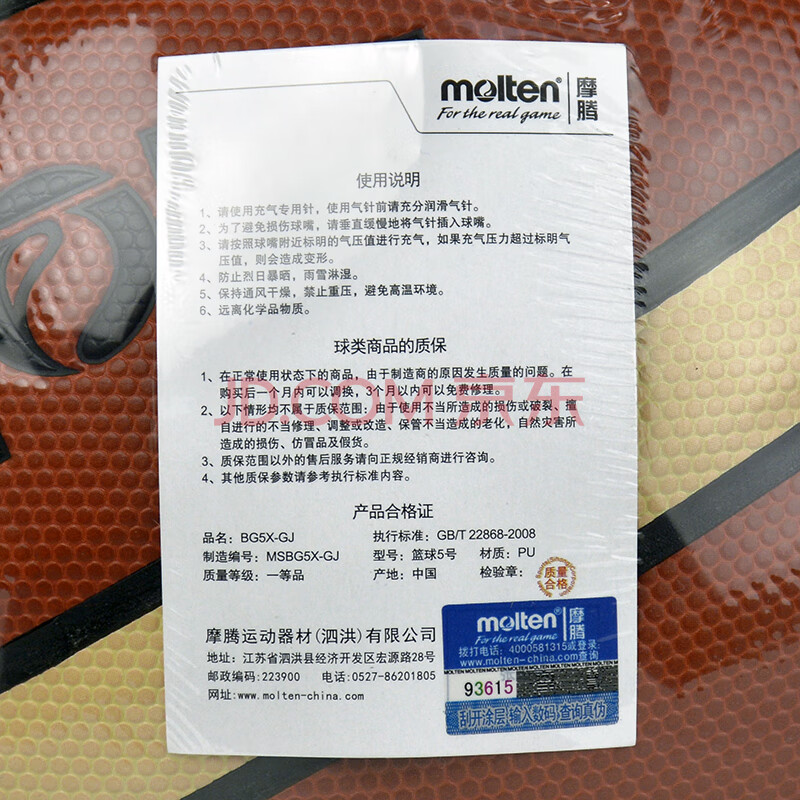 molten® 摩腾
For the real game
使用说明
1、请使用充气专用针，使用气针前请充分润滑气针。
2、为了避免损伤球嘴，请垂直缓慢地将气针插入球嘴。
3、请按照球嘴附近标明的气压值进行充气，如果充气压力超过标明气
压值，则会造成变形。
4、防止烈日暴晒，雨雪淋湿。
5、保持通风干燥，禁止重压，避免高温环境。
6、远离化学品物质。
球类商品的质保
1、在正常使用状态下的商品，由于制造商的原因发生质量的问题。在
购买后一个月内可以调换，3个月以内可以免费修理。
JD.COM 京东
2、以下情形均不属于质保范围，由于使用不当所造成的损伤或破裂、擅
自进行的不当修理、调整或改造、保管不当造成的老化，自然灾害所
造成的损伤、仿冒品及假货。
3、质保范围以外的售后服务请向正规经销商进行咨询。
4、其他质保参数请参考执行标准内容。
产品合格证
品名：BG5X-GJ 执行标准：GB/T 22868-2008
制造编号：MSBG5X-GJ 型号：篮球5号 材质：PU
质量等级：一等品 产地：中国 检验章：
质量
合格
摩腾运动器材(泗洪)有限公司
地址：江苏省泗洪县经济开发区宏源路28号
邮政编码:223900 电话:0527-86201805
网址:www.molten-china.com
molten® 摩腾
For the real game
拨打电话：4000581315或登录:
www.molten-china.com查询
MOLTEN MOLTEN MOLTEN MOLTEN MOLTEN MOLTEN MOLTEN
93615
刮开涂层 输入数码 查询真伪